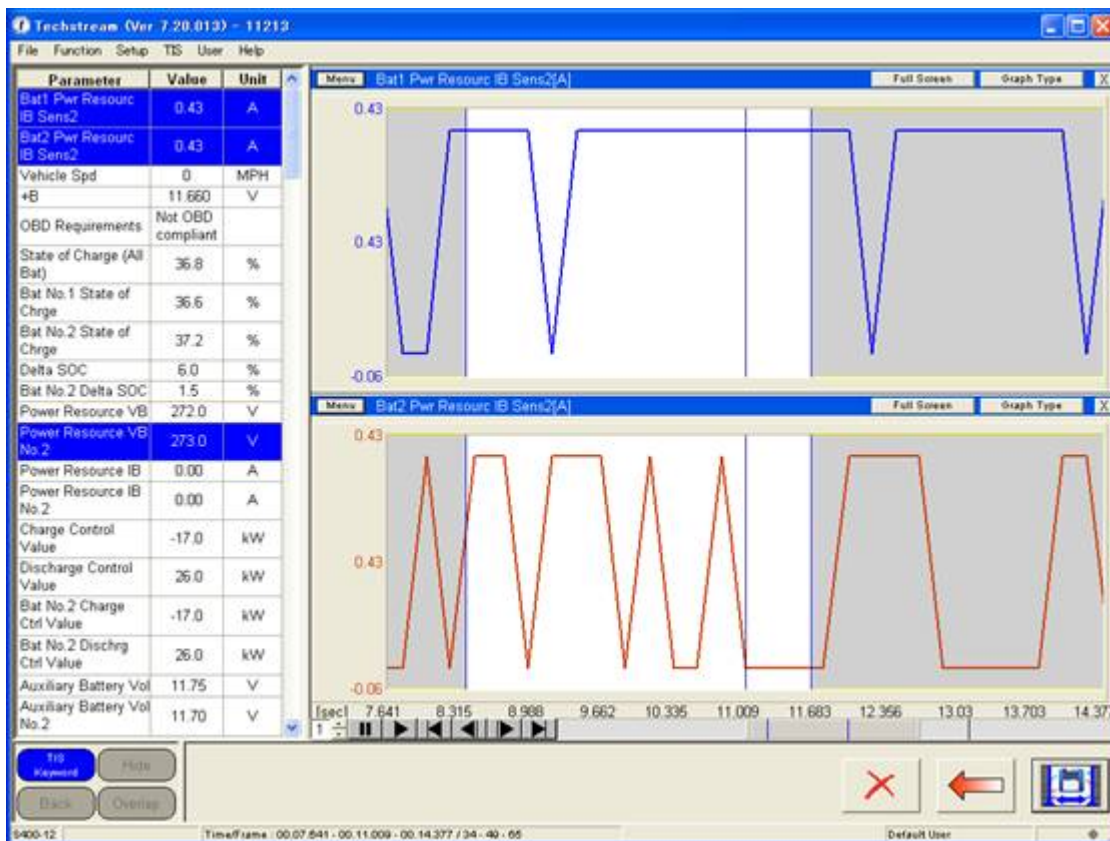 Techstream (Ver 7.20.013) - 11213
File Function Setup TIS User Help
Parameter Value Unit
Bat1 Pwr Resourc
IB Sens2 0.43 A
Bat2 Pwr Resourc
IB Sens2 0.43 A
Vehicle Spd 0 MPH
+B 11.660 V
OBD Requirements Not OBD
compliant
State of Charge (All
Bat) 36.8 %
Bat No.1 State of
Chrge 36.6 %
Bat No.2 State of
Chrge 37.2 %
Delta SOC 6.0 %
Bat No.2 Delta SOC 1.5 %
Power Resource VB 272.0 V
Power Resource VB
No.2 273.0 V
Power Resource IB 0.00 A
Power Resource IB
No.2 0.00 A
Charge Control
Value -17.0 kW
Discharge Control
Value 26.0 kW
Bat No.2 Charge
Ctrl Value -17.0 kW
Bat No.2 Dischrg
Ctrl Value 26.0 kW
Auxiliary Battery Vol 11.75 V
Auxiliary Battery Vol
No.2 11.70 V
Menu Bat1 Pwr Resourc IB Sens2[A] Full Screen Graph Type X
0.43
0.43
-0.06
Menu Bat2 Pwr Resourc IB Sens2[A] Full Screen Graph Type X
0.43
0.43
-0.06
[sec] 7.641 8.315 8.988 9.662 10.335 11.009 11.683 12.356 13.03 13.703 14.377
1
TIS
Keyword
Hide
Back
Overlap
S400-12 Time/Frame : 00.07.641 - 00.11.009 - 00.14.377 / 34 - 49 - 65 Default User